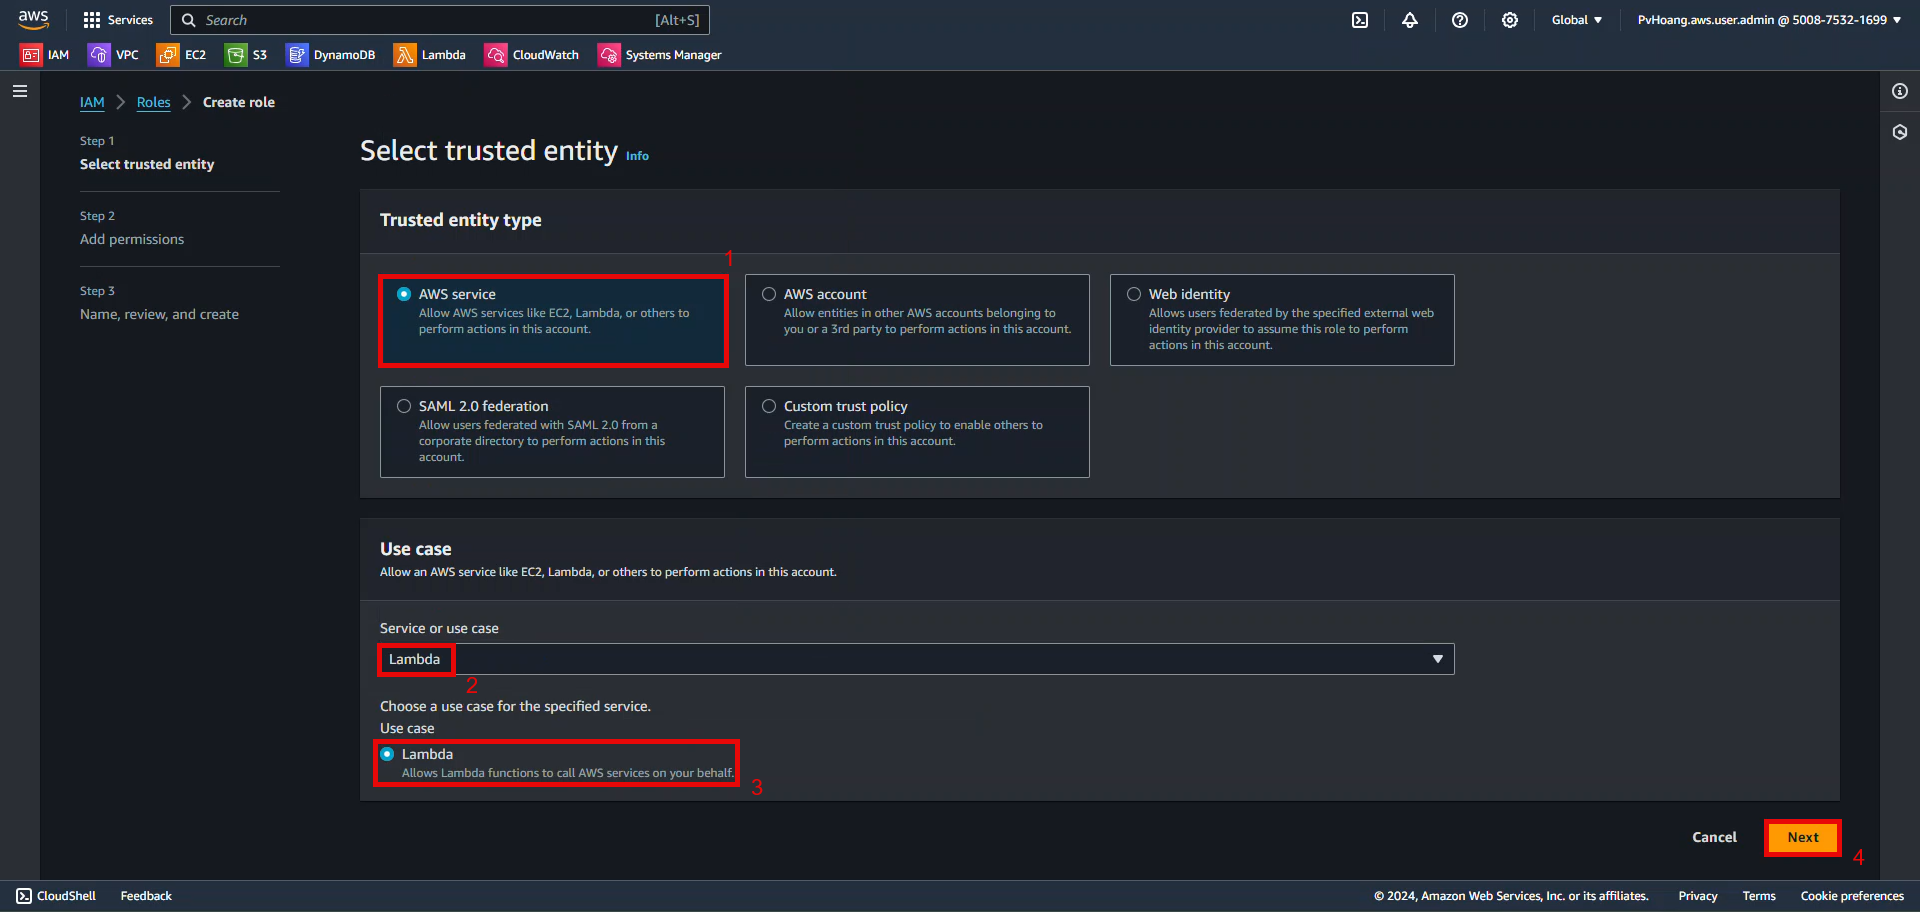 aws
Services
Search
[Alt+S]
Global
PvHoang.aws.user.admin @ 5008-7532-1699
IAM
VPC
EC2
S3
DynamoDB
Lambda
CloudWatch
Systems Manager
IAM
Roles
Create role
Step 1
Select trusted entity
Step 2
Add permissions
Step 3
Name, review, and create
Select trusted entity Info
Trusted entity type
1
AWS service
Allow AWS services like EC2, Lambda, or others to
perform actions in this account.
AWS account
Allow entities in other AWS accounts belonging to
you or a 3rd party to perform actions in this account.
Web identity
Allows users federated by the specified external web
identity provider to assume this role to perform
actions in this account.
SAML 2.0 federation
Allow users federated with SAML 2.0 from a
corporate directory to perform actions in this
account.
Custom trust policy
Create a custom trust policy to enable others to
perform actions in this account.
Use case
Allow an AWS service like EC2, Lambda, or others to perform actions in this account.
Service or use case
Lambda
2
Choose a use case for the specified service.
Use case
Lambda
Allows Lambda functions to call AWS services on your behalf.
3
Cancel
Next
4
CloudShell
Feedback
© 2024, Amazon Web Services, Inc. or its affiliates.
Privacy
Terms
Cookie preferences